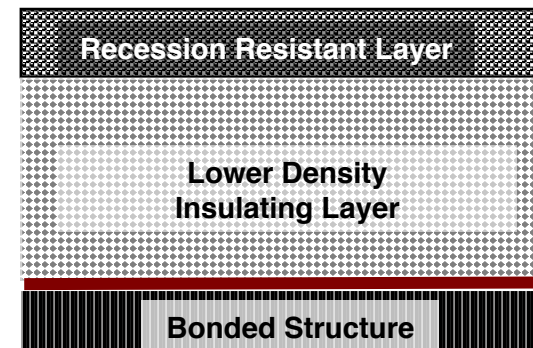 Recession Resistant Layer
Lower Density
Insulating Layer
Bonded Structure